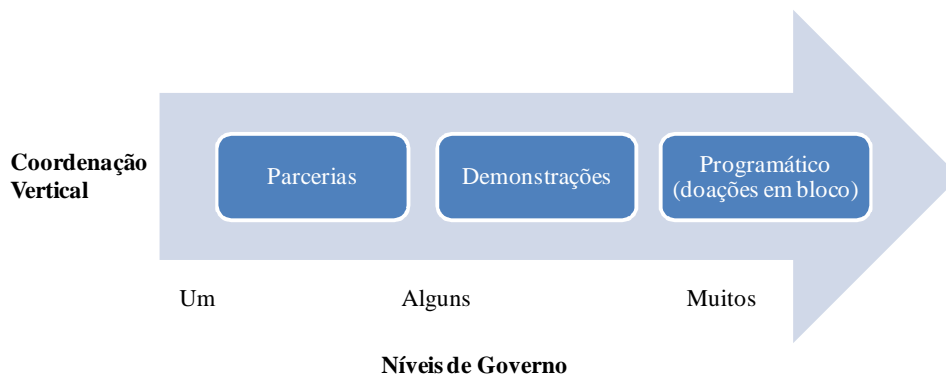 Coordenação
Vertical
Parcerias
Demonstrações
Programático
(doações em bloco)
Um
Alguns
Muitos
Níveis de Governo